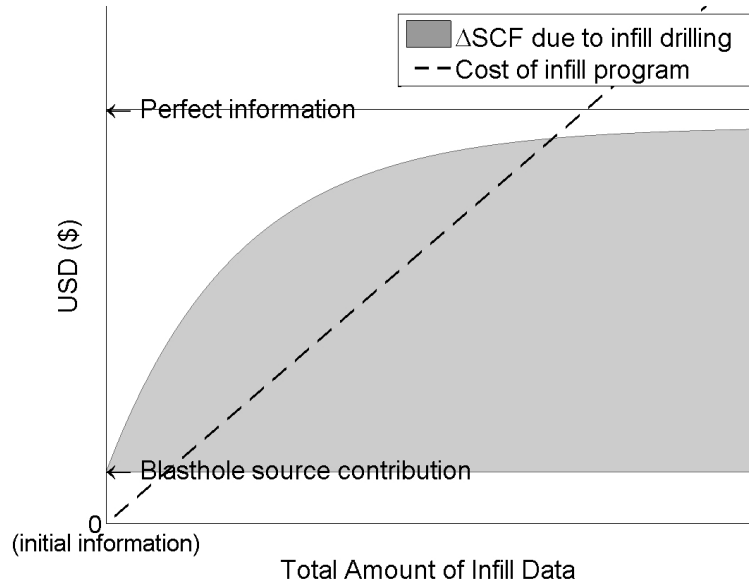 ΔSCF due to infill drilling
Cost of infill program
Perfect information
USD ($)
Blasthole source contribution
0
(initial information)
Total Amount of Infill Data